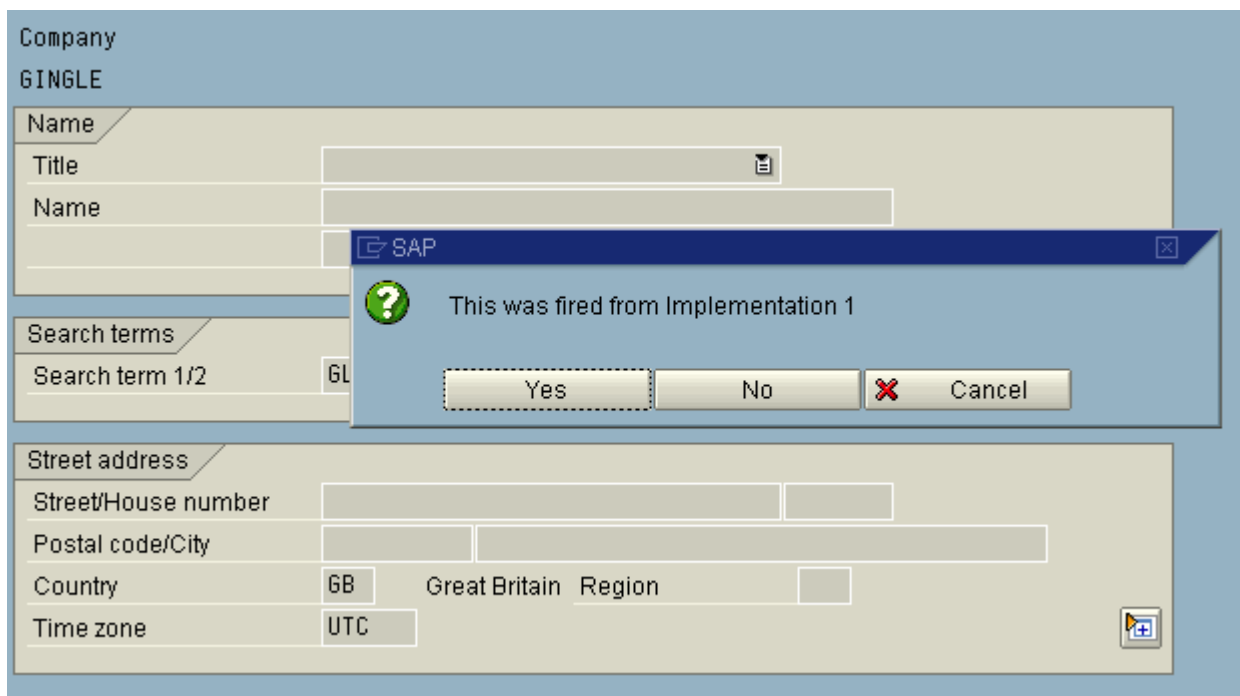 Company
GINGLE
Name
Title
Name
SAP
This was fired from Implementation 1
Yes No Cancel
Search terms
Search term 1/2 GL
Street address
Street/House number
Postal code/City
Country GB Great Britain Region
Time zone UTC